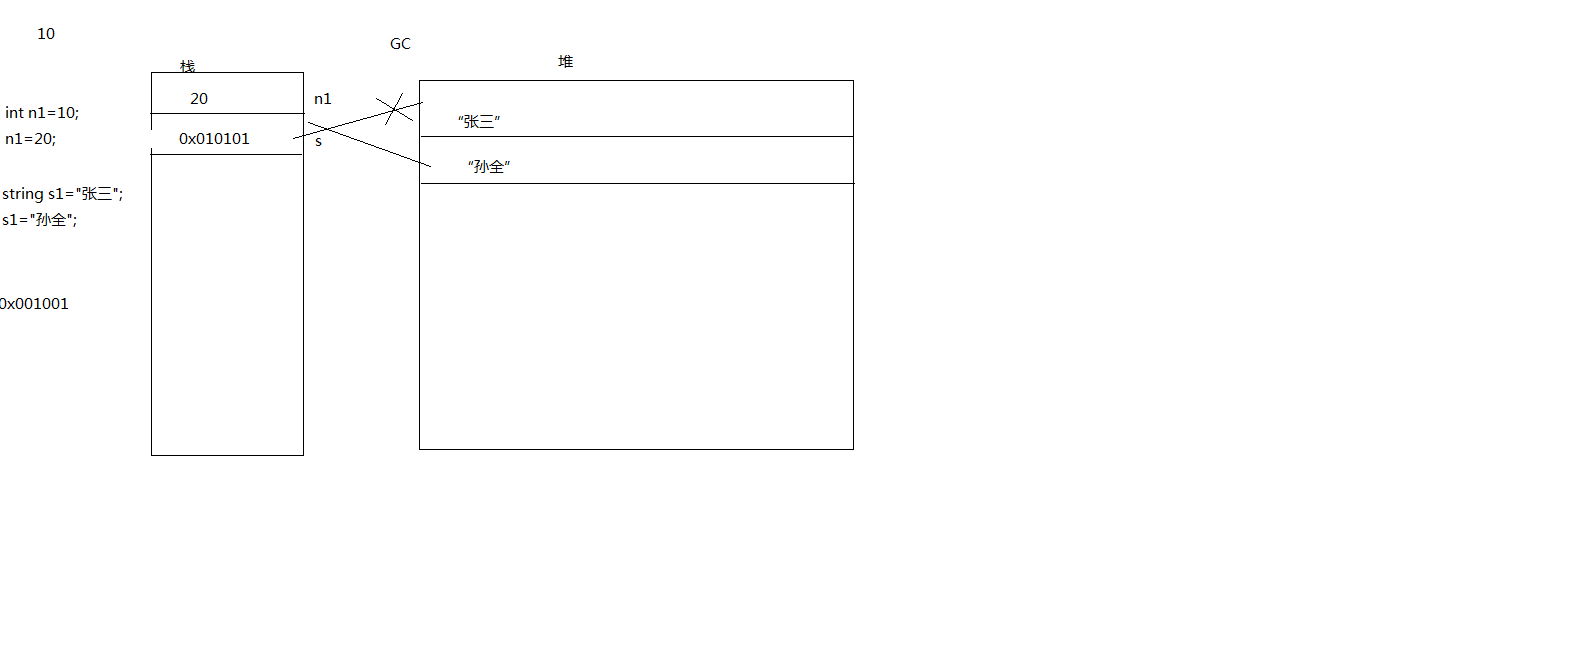 10
GC
堆
栈
20
n1
int n1=10;
“张三”
n1=20;
0x010101
s
“孙全”
string s1="张三";
s1="孙全";
0x001001